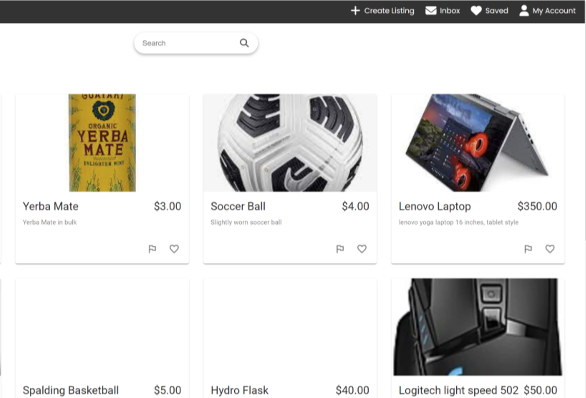 Create Listing
Inbox
Saved
My Account
Search
GUAYAKI
ORGANIC
YERBA
MATE
ENLIGHTEN MINT
Yerba Mate $3.00
Yerba Mate in bulk
Soccer Ball $4.00
Slightly worn soccer ball
Lenovo Laptop $350.00
lenovo yoga laptop 16 inches, tablet style
Spalding Basketball $5.00
Hydro Flask $40.00
Logitech light speed 502 $50.00